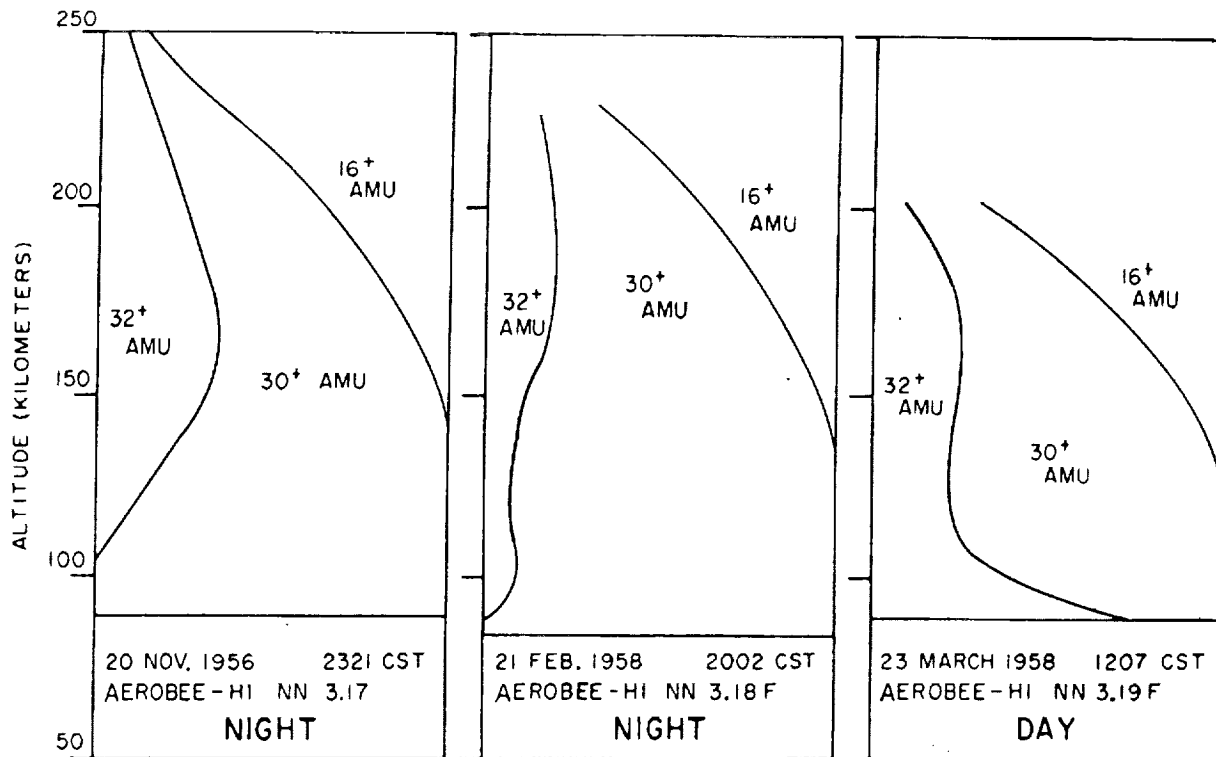 ALTITUDE (KILOMETERS)
250
200
150
100
50
32+
AMU
30+ AMU
16+
AMU
20 NOV. 1956 2321 CST
AEROBEE-HI NN 3.17
NIGHT
32+
AMU
30+
AMU
16+
AMU
21 FEB. 1958 2002 CST
AEROBEE-HI NN 3.18 F
NIGHT
32+
AMU
30+
AMU
16+
AMU
23 MARCH 1958 1207 CST
AEROBEE-HI NN 3.19 F
DAY